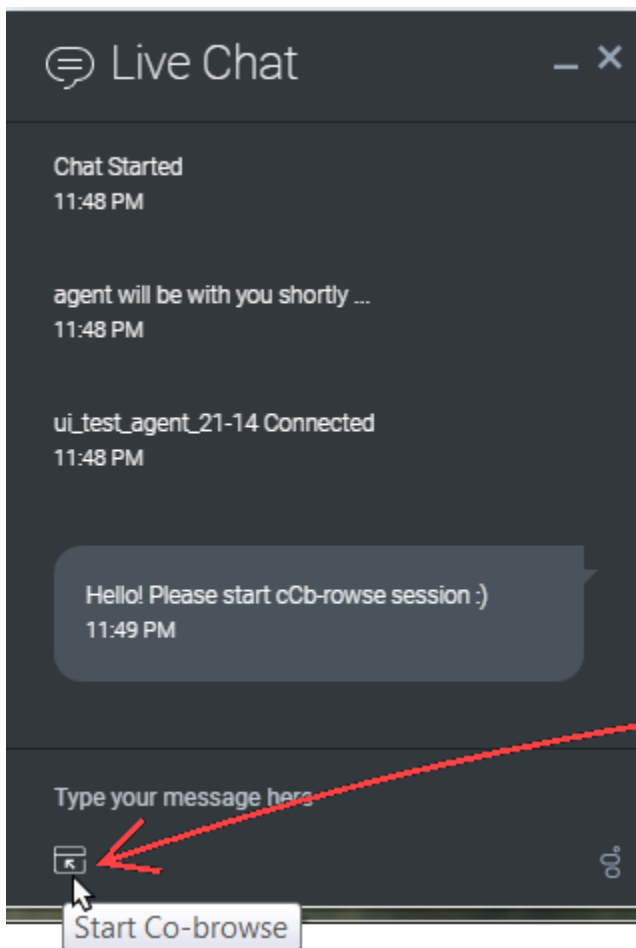 Live Chat
Chat Started
11:48 PM
agent will be with you shortly ...
11:48 PM
ui_test_agent_21-14 Connected
11:48 PM
Hello! Please start cCb-rowse session :)
11:49 PM
Type your message here
Start Co-browse